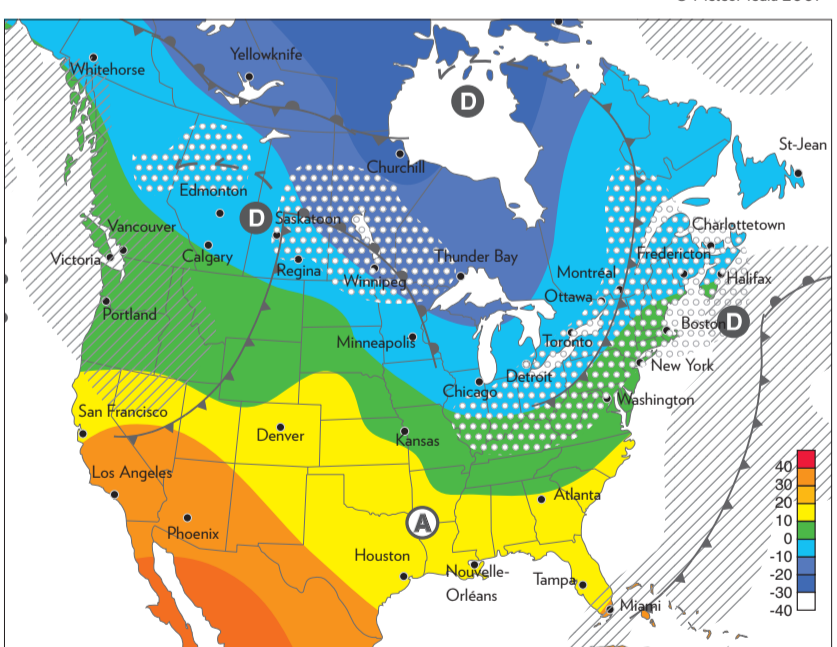 Yellowknife
Whitehorse
D
St-Jean
Churchill
Edmonton
D
Saskatoon
Charlottetown
Vancouver
Fredericton
Calgary
Thunder Bay
Victoria
Regina
Winnipeg
Montréal
Halifax
Ottawa
Portland
Boston
D
Minneapolis
Toronto
New York
Detroit
Chicago
Washington
San Francisco
Denver
Kansas
Los Angeles
Atlanta
A
Phoenix
Houston
Nouvelle-
Orléans
Tampa
Miami
40
30
20
10
0
-10
-20
-30
-40